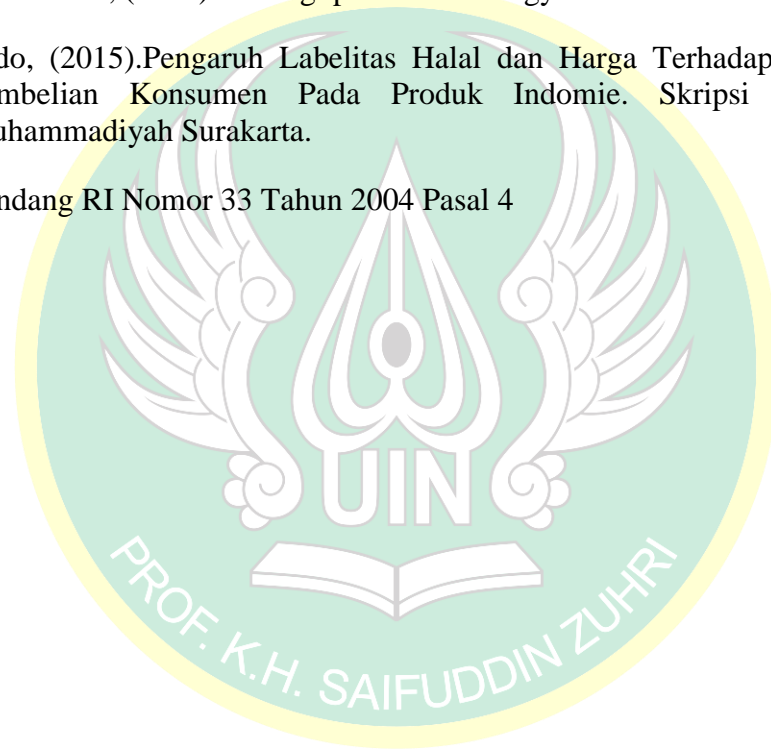 do, (2015).Pengaruh Labelitas Halal dan Harga Terhadap
mbelian Konsumen Pada Produk Indomie. Skripsi
uhammadiyah Surakarta.
ndang RI Nomor 33 Tahun 2004 Pasal 4
UIN
PROF. K.H. SAIFUDDIN ZUHRI